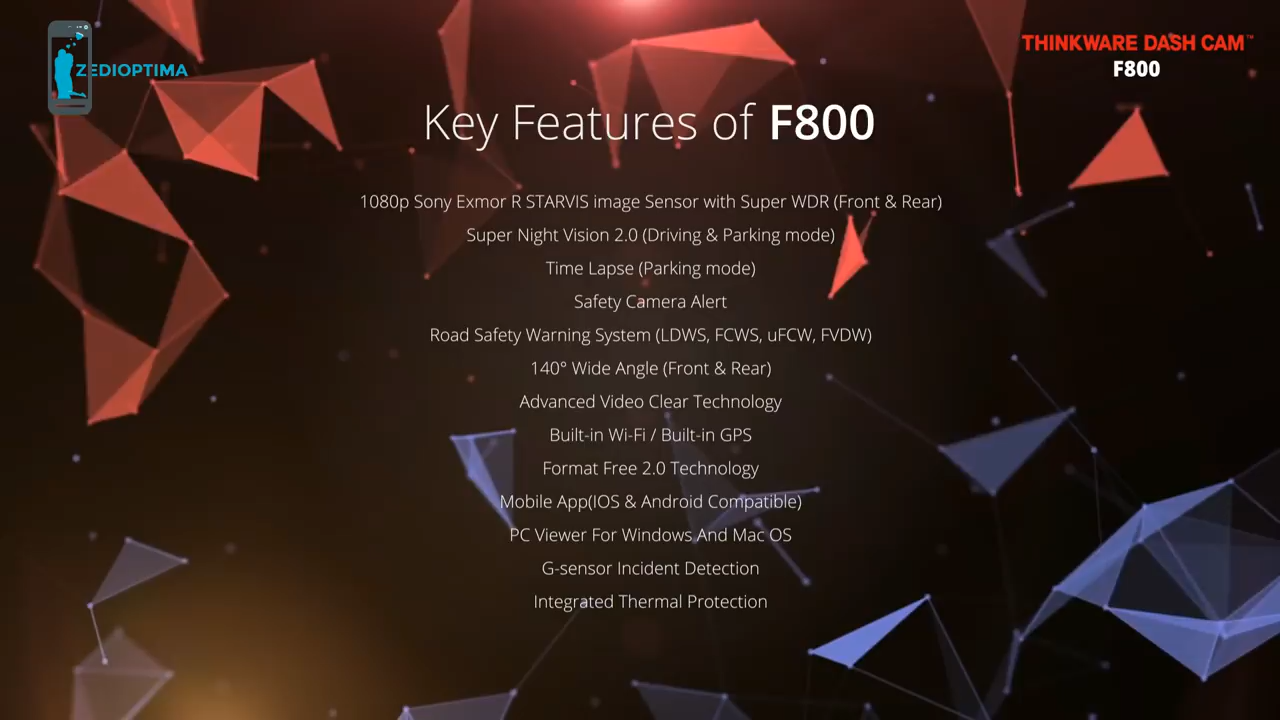 ZEDIOPTIMA
THINKWARE DASH CAM™
F800
Key Features of F800
1080p Sony Exmor R STARVIS image Sensor with Super WDR (Front & Rear)
Super Night Vision 2.0 (Driving & Parking mode)
Time Lapse (Parking mode)
Safety Camera Alert
Road Safety Warning System (LDWS, FCWS, uFCW, FVDW)
140° Wide Angle (Front & Rear)
Advanced Video Clear Technology
Built-in Wi-Fi / Built-in GPS
Format Free 2.0 Technology
Mobile App(IOS & Android Compatible)
PC Viewer For Windows And Mac OS
G-sensor Incident Detection
Integrated Thermal Protection